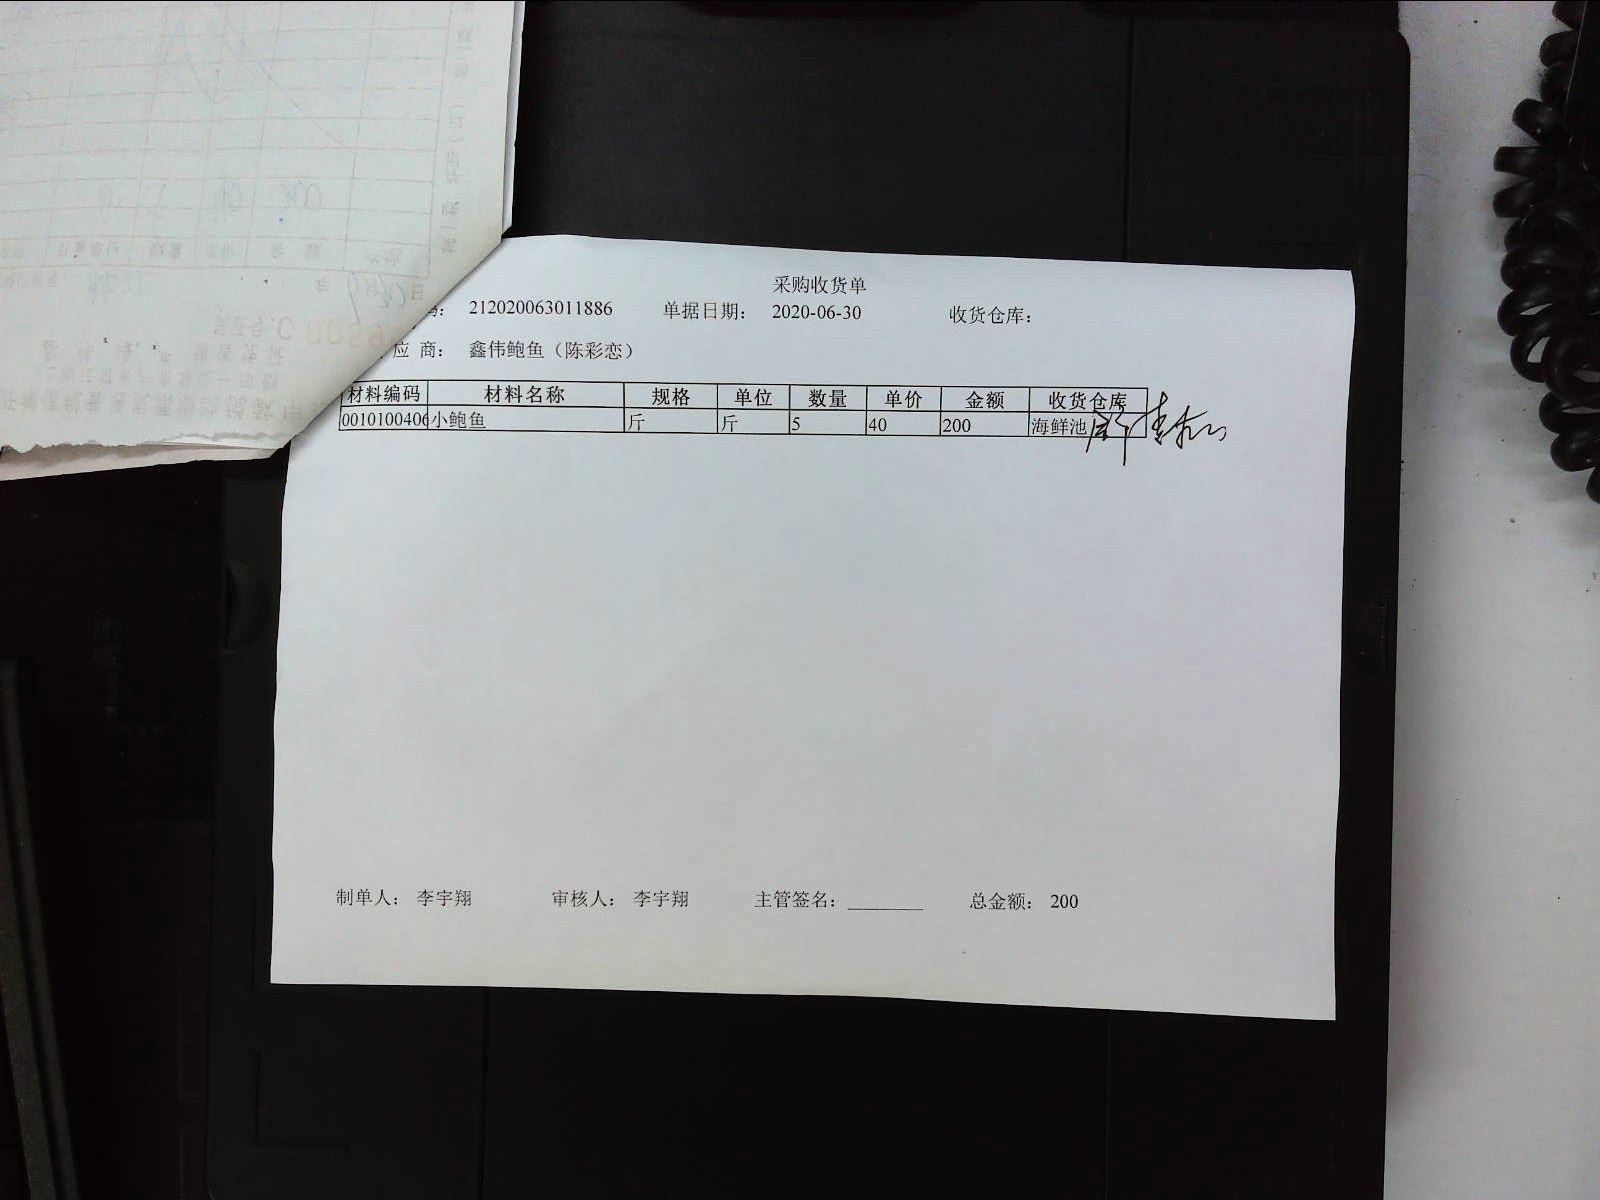 采购收货单
212020063011886 单据日期： 2020-06-30 收货仓库：
应 商： 鑫伟鲍鱼（陈彩恋）
材料编码 材料名称 规格 单位 数量 单价 金额 收货仓库
0010100406 小鲍鱼 斤 斤 5 40 200 海鲜池
制单人： 李宇翔 审核人： 李宇翔 主管签名： ________ 总金额： 200